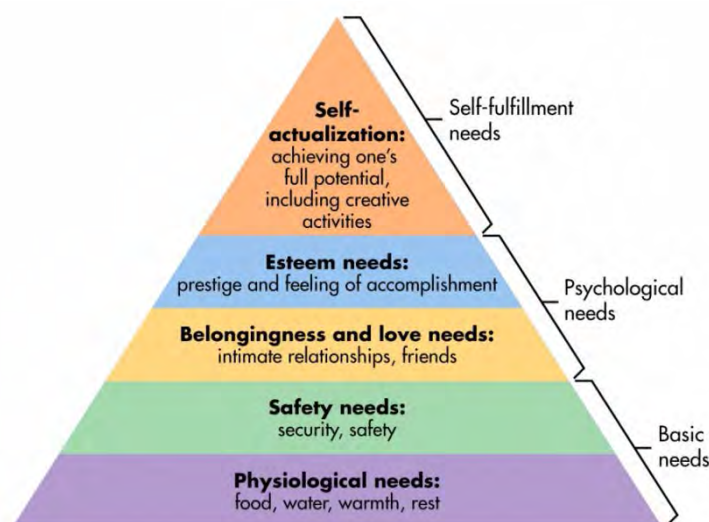 Self-
actualization:
achieving one's
full potential,
including creative
activities
Self-fulfillment
needs
Esteem needs:
prestige and feeling of accomplishment
Psychological
needs
Belongingness and love needs:
intimate relationships, friends
Safety needs:
security, safety
Basic
needs
Physiological needs:
food, water, warmth, rest